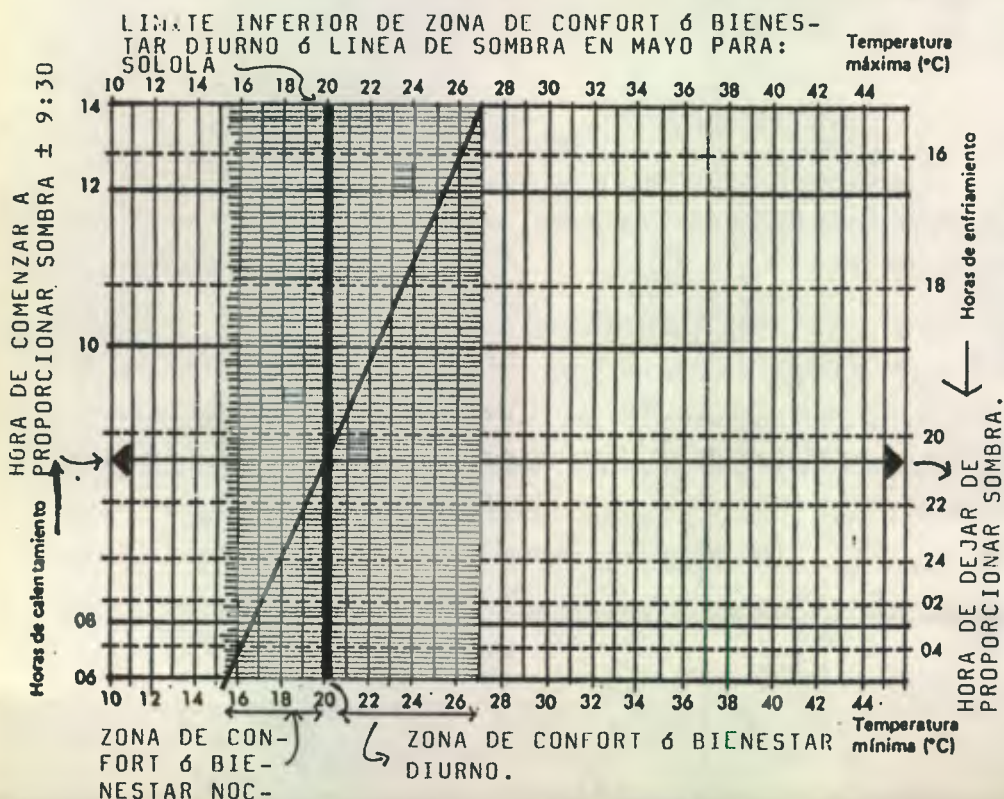 LIMITE INFERIOR DE ZONA DE CONFORT ó BIENES-
TAR DIURNO ó LINEA DE SOMBRA EN MAYO PARA:
SOLOLA
Temperatura
máxima (°C)
10 12 14 16 18 20 22 24 26 28 30 32 34 36 38 40 42 44
HORA DE COMENZAR A
PROPORCIONAR SOMBRA ± 9:30
Horas de calentamiento
14
12
10
08
06
16
18
20
22
24
02
04
Horas de enfriamiento
HORA DE DEJAR DE
PROPORCIONAR SOMBRA.
10 12 14 16 18 20 22 24 26 28 30 32 34 36 38 40 42 44
Temperatura
mínima (°C)
ZONA DE CON-
FORT ó BIE-
NESTAR NOC-
ZONA DE CONFORT ó BIENESTAR
DIURNO.